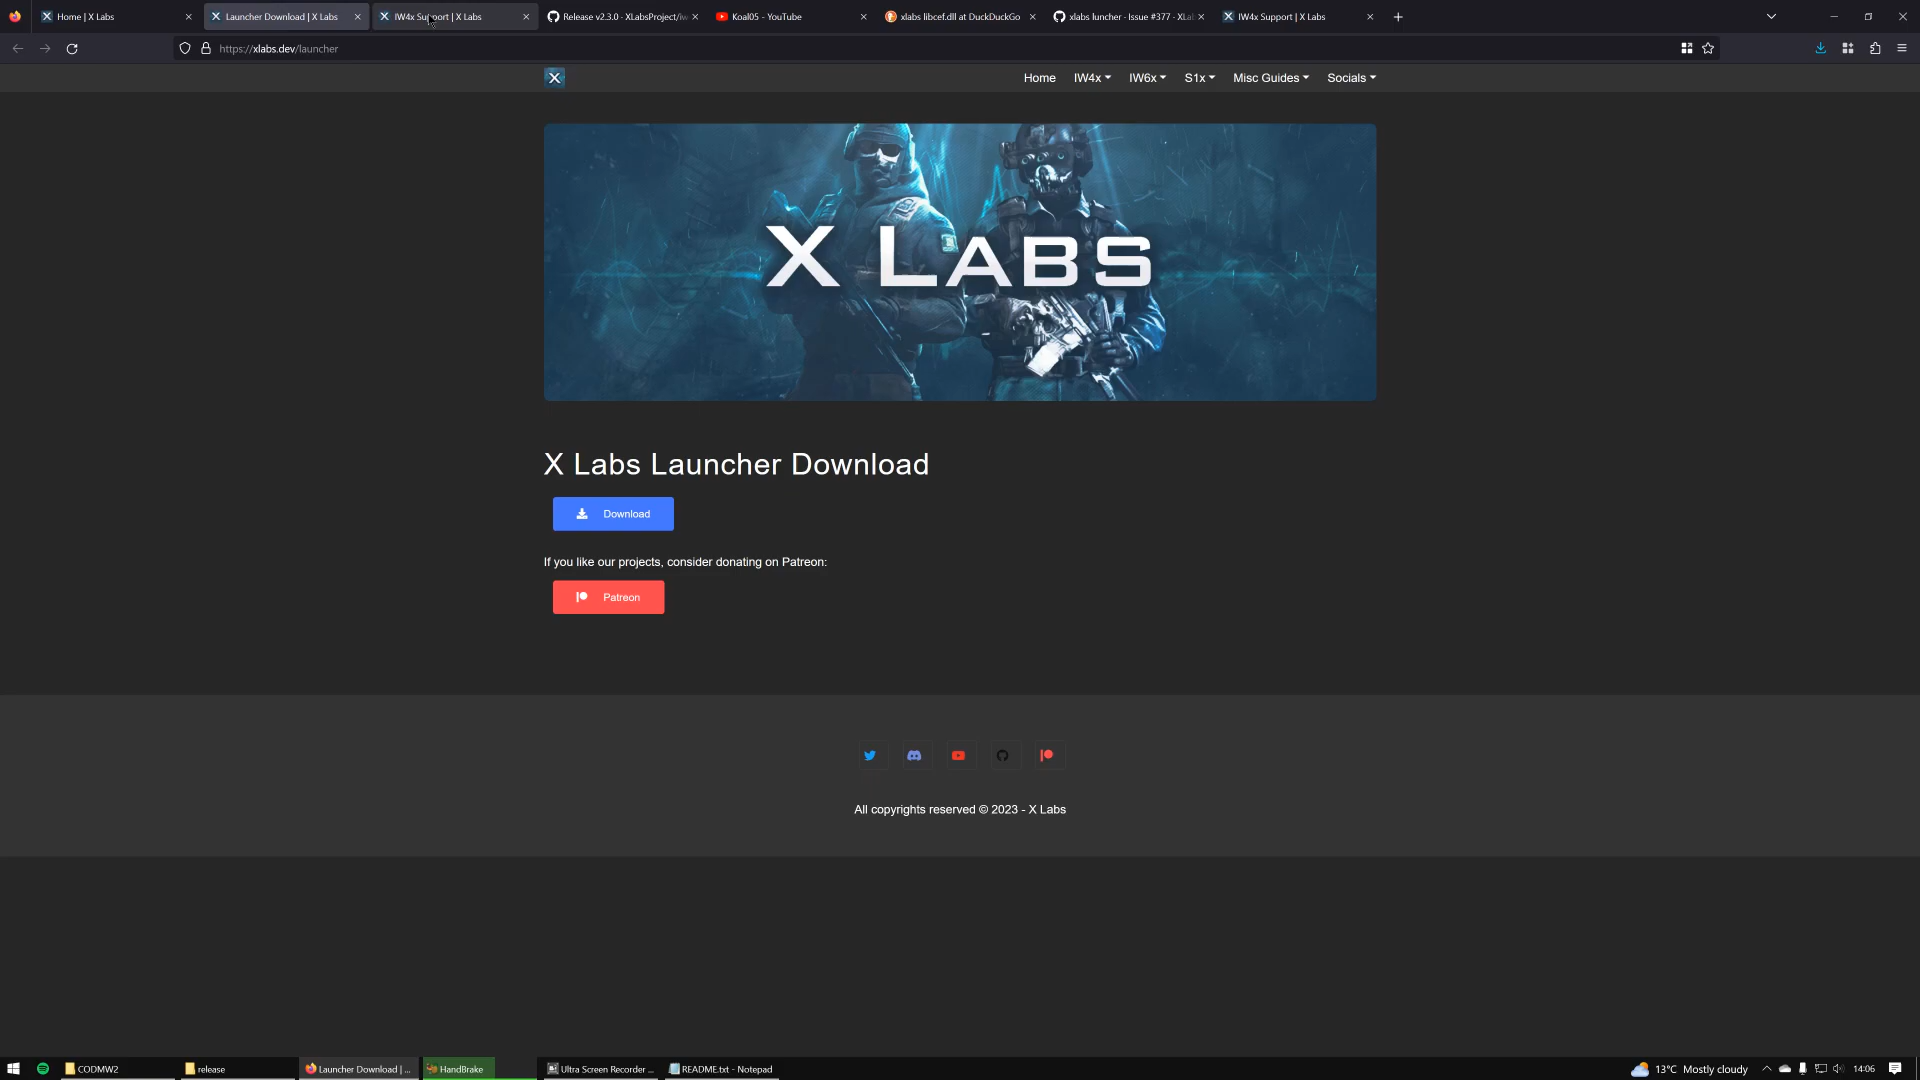 Home | X Labs
Launcher Download | X Labs
IW4x Support | X Labs
Release v2.3.0 · XLabsProject/iw
Koal05 - YouTube
xlabs libcef.dll at DuckDuckGo
xlabs luncher · Issue #377 · XLa
IW4x Support | X Labs
https://xlabs.dev/launcher
X
Home
IW4x
IW6x
S1x
Misc Guides
Socials
X LABS
X Labs Launcher Download
Download
If you like our projects, consider donating on Patreon:
Patreon
All copyrights reserved © 2023 - X Labs
CODMW2
release
Launcher Download | ...
HandBrake
Ultra Screen Recorder ...
README.txt - Notepad
13°C Mostly cloudy
14:06